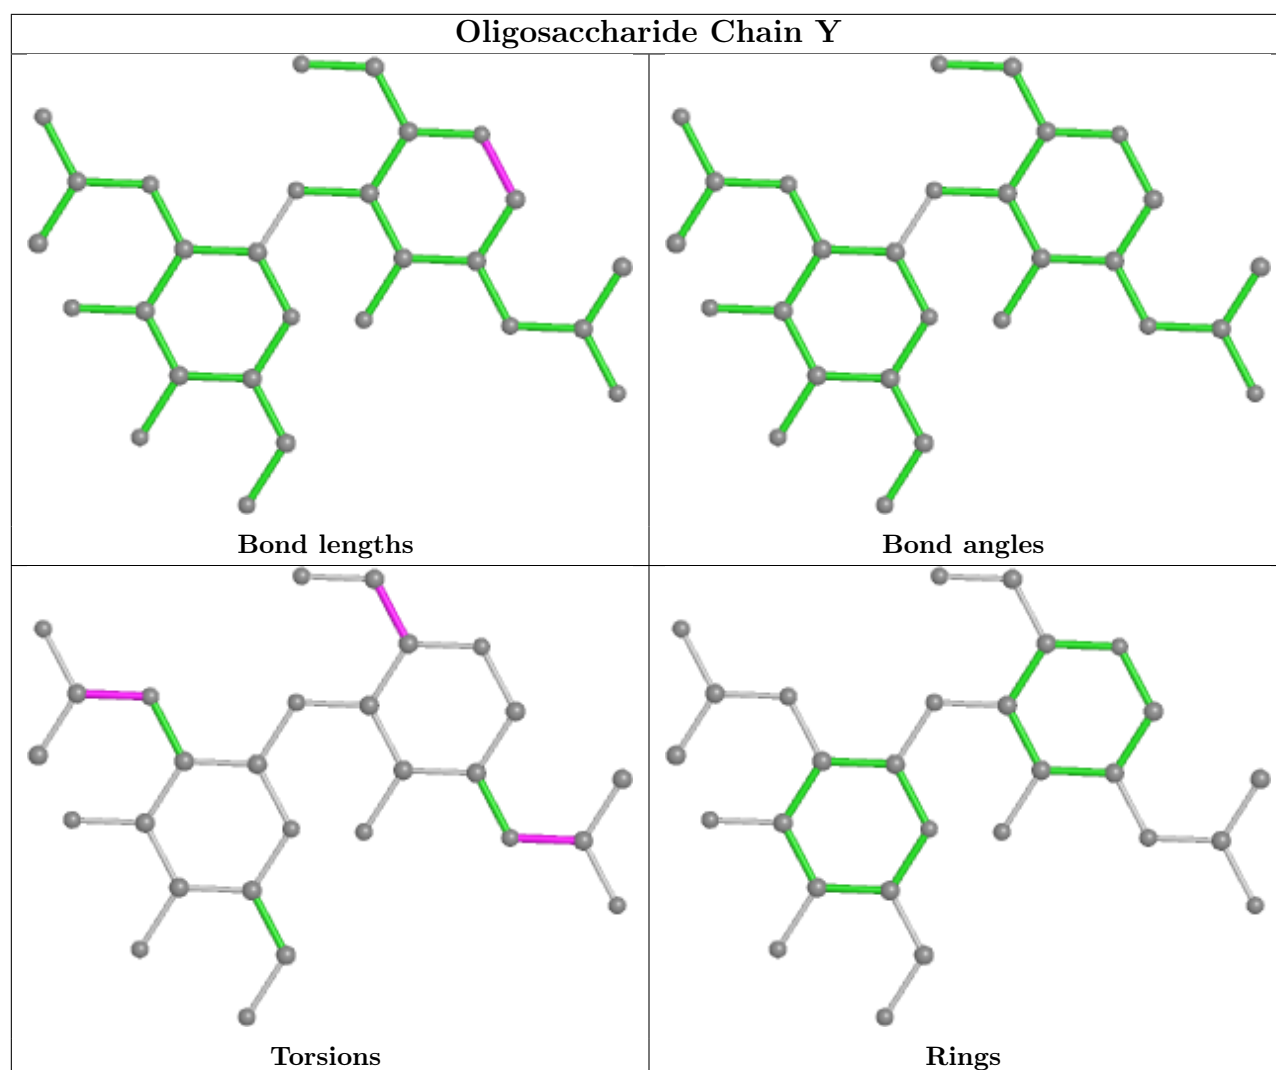 Oligosaccharide Chain Y
Bond lengths
Bond angles
Torsions
Rings